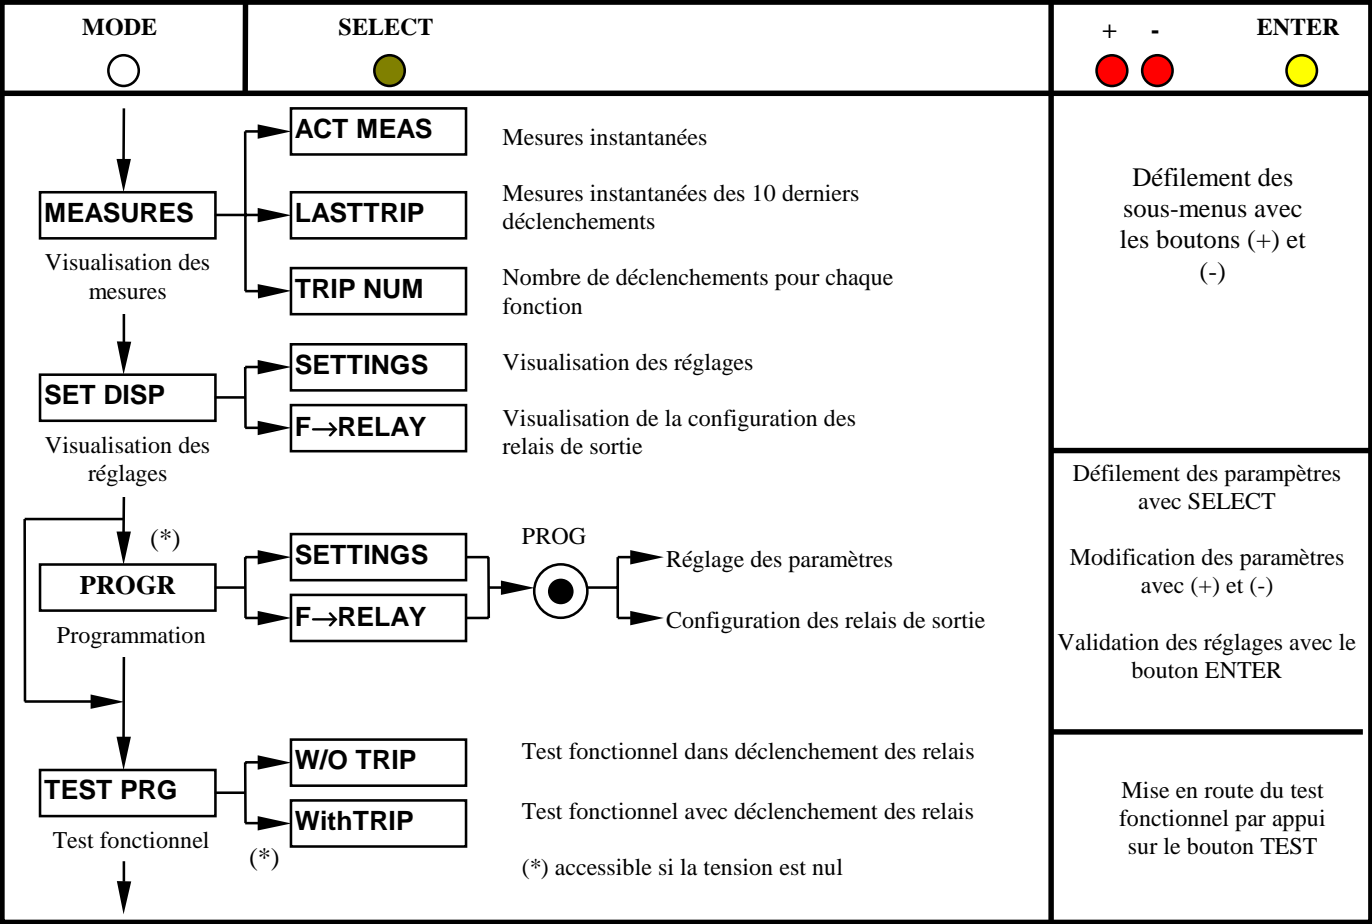 MODE
SELECT
+ -
ENTER
ACT MEAS
Mesures instantanées
MEASURES
LASTTRIP
Mesures instantanées des 10 derniers
déclenchements
Visualisation des
mesures
TRIP NUM
Nombre de déclenchements pour chaque
fonction
Défilement des
sous-menus avec
les boutons (+) et
(-)
SET DISP
SETTINGS
Visualisation des réglages
F→RELAY
Visualisation de la configuration des
relais de sortie
Visualisation des
réglages
(*)
PROGR
Programmation
SETTINGS
F→RELAY
PROG
Réglage des paramètres
Configuration des relais de sortie
Défilement des parampètres
avec SELECT
Modification des paramètres
avec (+) et (-)
Validation des réglages avec le
bouton ENTER
TEST PRG
Test fonctionnel
W/O TRIP
Test fonctionnel dans déclenchement des relais
WithTRIP
Test fonctionnel avec déclenchement des relais
(*)
(*) accessible si la tension est nul
Mise en route du test
fonctionnel par appui
sur le bouton TEST